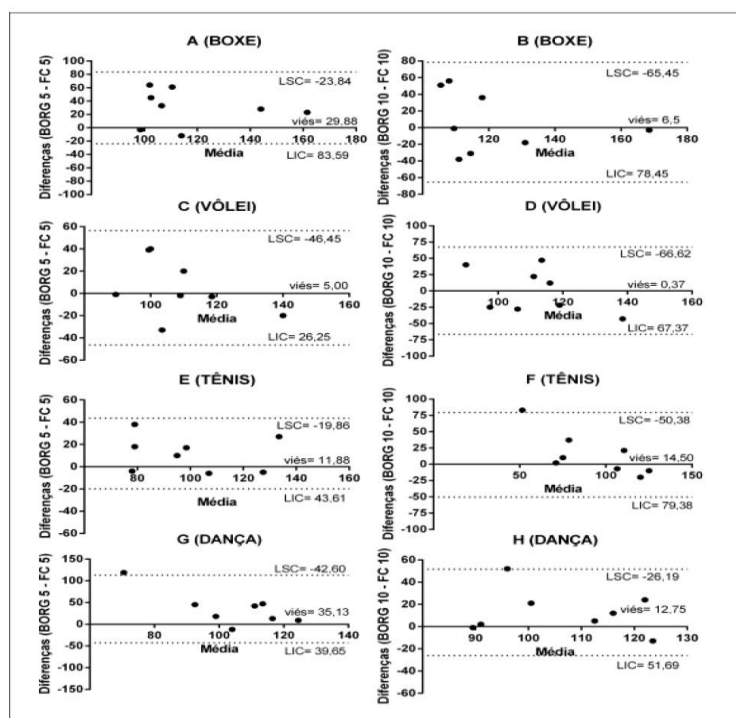 A (BOXE)
Diferenças (BORG 5 - FC 5)
100
80
60
40
20
0
-20
-40
-60
-80
-100
100 120 140 160 180
Média
LSC= -23,84
viés= 29,88
LIC= 83,59
B (BOXE)
Diferenças (BORG 10 - FC 10)
80
60
40
20
0
-20
-40
-60
-80
120 140 160 180
Média
LSC= -65,45
viés= 6,5
LIC= 78,45
C (VÔLEI)
Diferenças (BORG 5 - FC 5)
60
40
20
0
-20
-40
-60
100 120 140 160
Média
LSC= -46,45
viés= 5,00
LIC= 26,25
D (VÔLEI)
Diferenças (BORG 10 - FC 10)
100
75
50
25
0
-25
-50
-75
-100
100 120 140 160
Média
LSC= -66,62
viés= 0,37
LIC= 67,37
E (TÊNIS)
Diferenças (BORG 5 - FC 5)
60
40
20
0
-20
-40
-60
80 100 120 140 160
Média
LSC= -19,86
viés= 11,88
LIC= 43,61
F (TÊNIS)
Diferenças (BORG 10 - FC 10)
100
75
50
25
0
-25
-50
-75
-100
50 100 150
Média
LSC= -50,38
viés= 14,50
LIC= 79,38
G (DANÇA)
Diferenças (BORG 5 - FC 5)
150
100
50
0
-50
-100
-150
80 100 120 140
Média
LSC= -42,60
viés= 35,13
LIC= 39,65
H (DANÇA)
Diferenças (BORG 10 - FC 10)
60
40
20
0
-20
-40
-60
90 100 110 120 130
Média
LSC= -26,19
viés= 12,75
LIC= 51,69